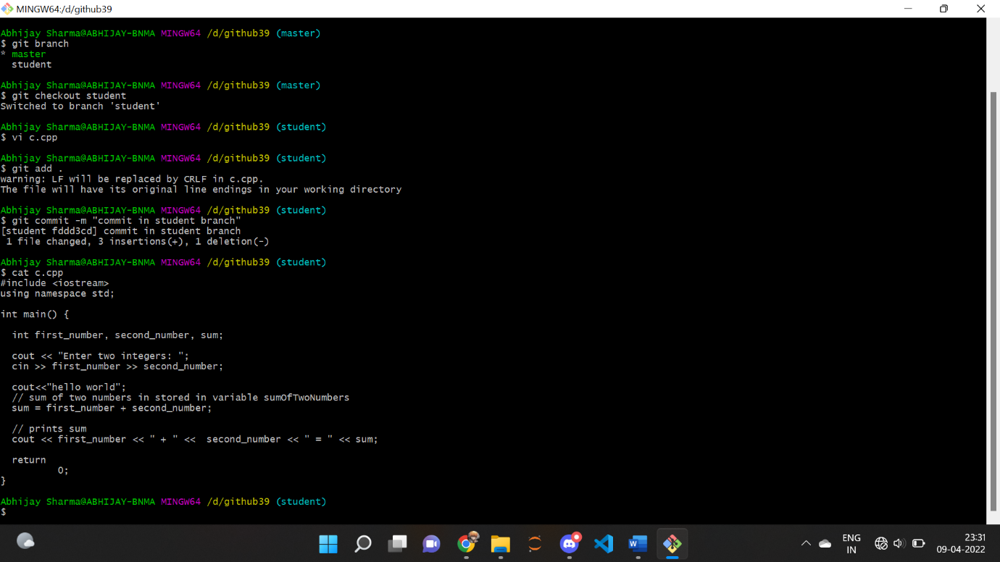 MINGW64:/d/github39
Abhijay Sharma@ABHIJAY-BNMA MINGW64 /d/github39 (master)
$ git branch
* master
  student
Abhijay Sharma@ABHIJAY-BNMA MINGW64 /d/github39 (master)
$ git checkout student
Switched to branch 'student'
Abhijay Sharma@ABHIJAY-BNMA MINGW64 /d/github39 (student)
$ vi c.cpp
Abhijay Sharma@ABHIJAY-BNMA MINGW64 /d/github39 (student)
$ git add .
warning: LF will be replaced by CRLF in c.cpp.
The file will have its original line endings in your working directory
Abhijay Sharma@ABHIJAY-BNMA MINGW64 /d/github39 (student)
$ git commit -m "commit in student branch"
[student fddd3cd] commit in student branch
 1 file changed, 3 insertions(+), 1 deletion(-)
Abhijay Sharma@ABHIJAY-BNMA MINGW64 /d/github39 (student)
$ cat c.cpp
#include <iostream>
using namespace std;
int main() {
  int first_number, second_number, sum;
  cout << "Enter two integers: ";
  cin >> first_number >> second_number;
  cout<<"hello world";
  // sum of two numbers in stored in variable sumOfTwoNumbers
  sum = first_number + second_number;
  // prints sum
  cout << first_number << " + " <<  second_number << " = " << sum;
  return
          0;
}
Abhijay Sharma@ABHIJAY-BNMA MINGW64 /d/github39 (student)
$
ENG
IN
23:31
09-04-2022